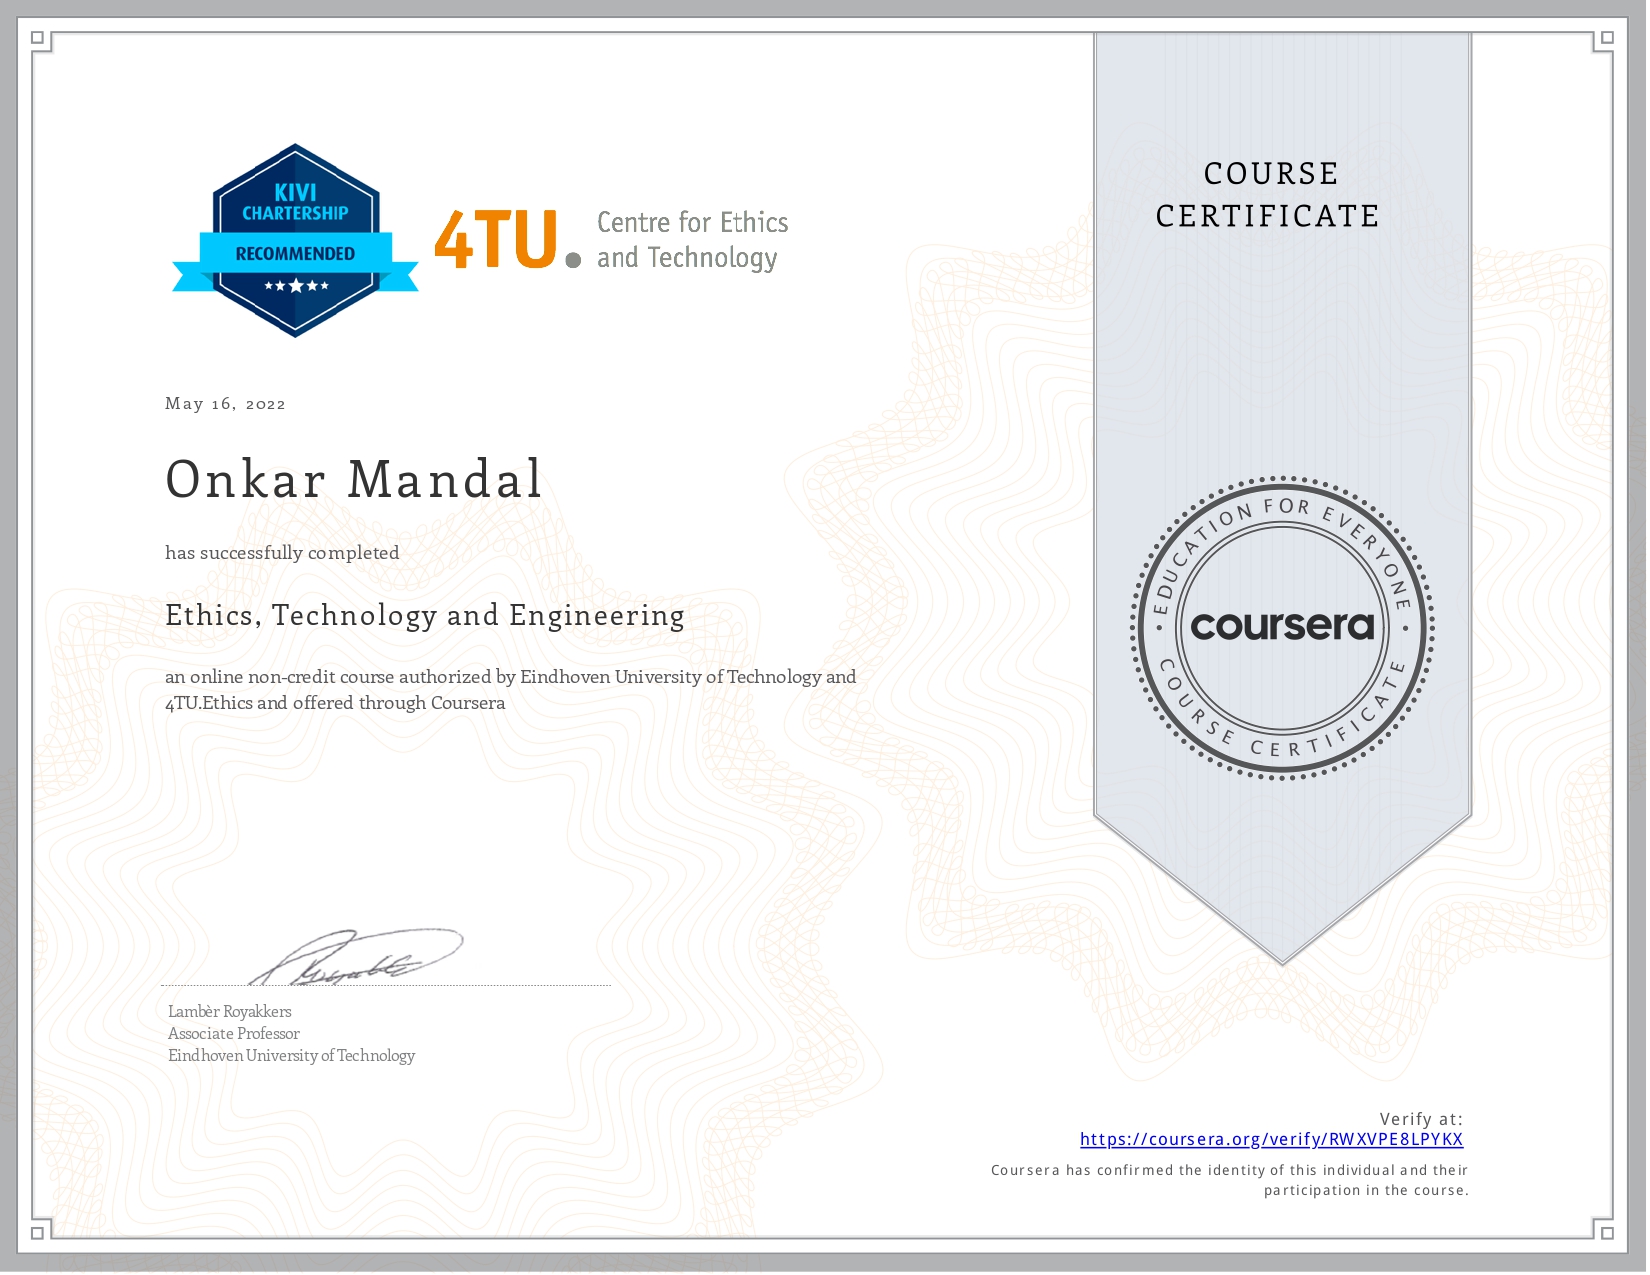 KIVI
CHARTERSHIP
RECOMMENDED
4TU.
Centre for Ethics
and Technology
COURSE
CERTIFICATE
May 16, 2022
Onkar Mandal
has successfully completed
Ethics, Technology and Engineering
an online non-credit course authorized by Eindhoven University of Technology and
4TU.Ethics and offered through Coursera
EDUCATION FOR EVERYONE
coursera
COURSE CERTIFICATE
Lambèr Royakkers
Associate Professor
Eindhoven University of Technology
Verify at:
https://coursera.org/verify/RWXVPE8LPYKX
Coursera has confirmed the identity of this individual and their
participation in the course.